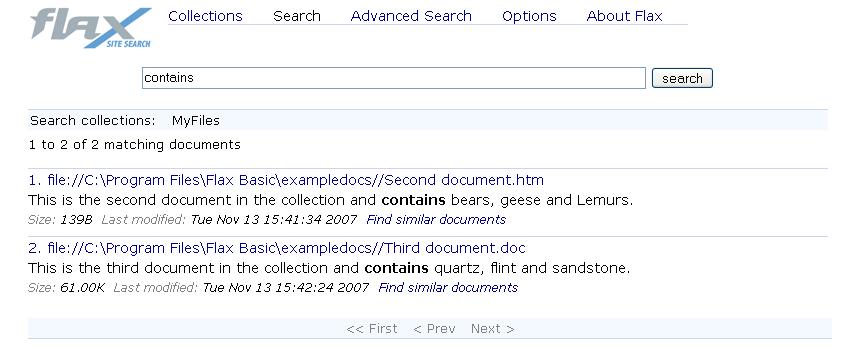 flax SITE SEARCH Collections Search Advanced Search Options About Flax
contains search
Search collections: MyFiles
1 to 2 of 2 matching documents
1. file://C:\Program Files\Flax Basic\exampledocs//Second document.htm
This is the second document in the collection and contains bears, geese and Lemurs.
Size: 139B Last modified: Tue Nov 13 15:41:34 2007 Find similar documents
2. file://C:\Program Files\Flax Basic\exampledocs//Third document.doc
This is the third document in the collection and contains quartz, flint and sandstone.
Size: 61.00K Last modified: Tue Nov 13 15:42:24 2007 Find similar documents
<< First < Prev Next >